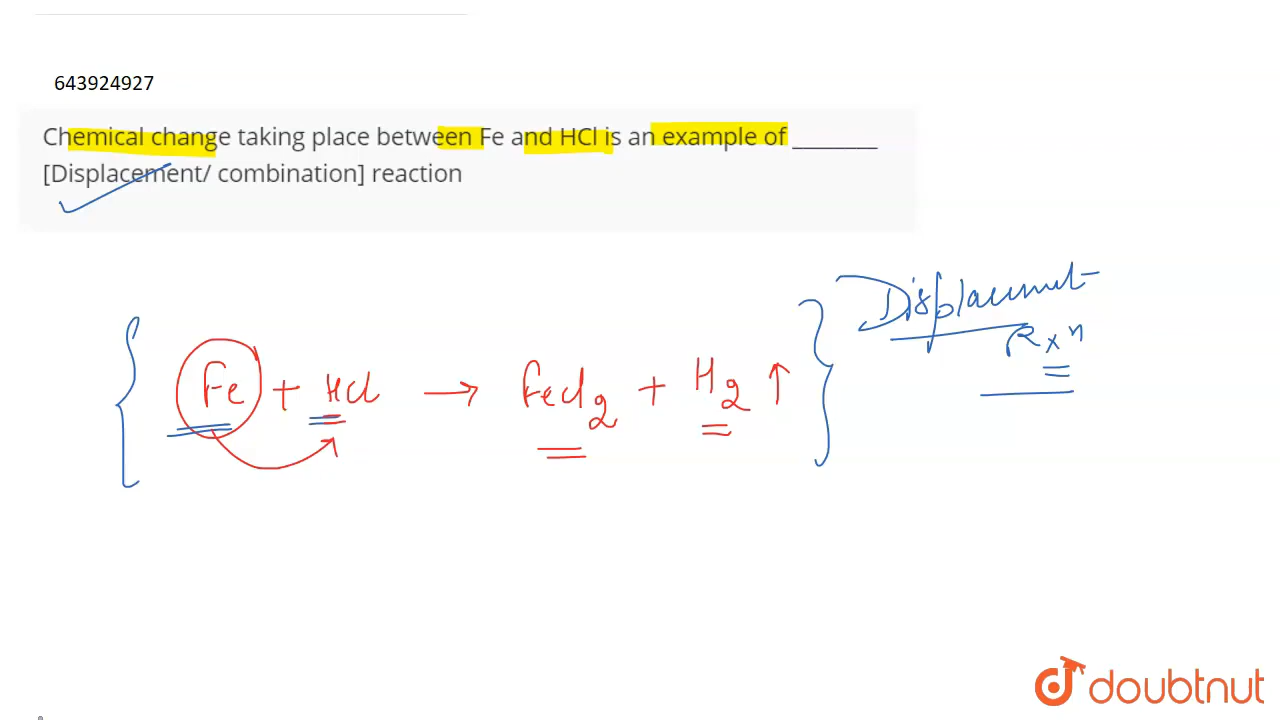 643924927
Chemical change taking place between Fe and HCl is an example of ________
[Displacement/ combination] reaction
Displacement
Rxn
Fe + HCl → FeCl2 + H2 ↑
doubtnut